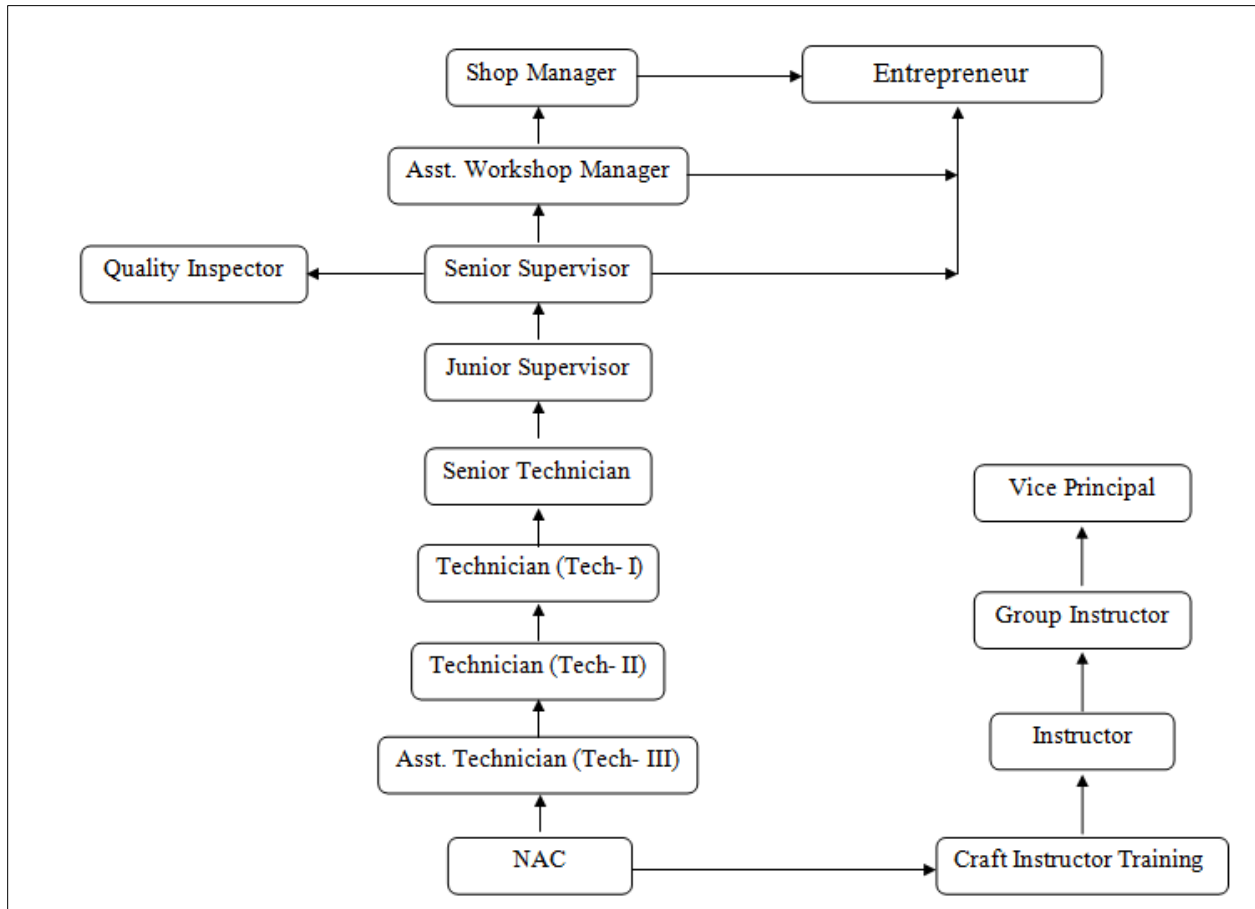 Shop Manager
Entrepreneur
Asst. Workshop Manager
Quality Inspector
Senior Supervisor
Junior Supervisor
Senior Technician
Vice Principal
Technician (Tech- I)
Group Instructor
Technician (Tech- II)
Instructor
Asst. Technician (Tech- III)
NAC
Craft Instructor Training